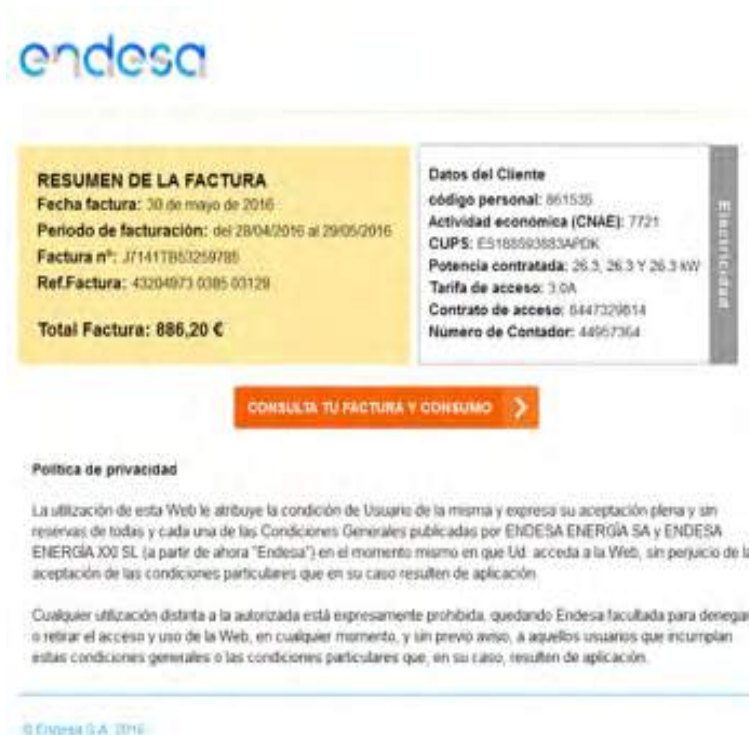 endesa
RESUMEN DE LA FACTURA
Fecha factura: 30 de mayo de 2016
Periodo de facturación: del 28/04/2016 al 29/05/2016
Factura nº: J7141TB53259785
Ref.Factura: 43204973 0385 03129
Total Factura: 886,20 €
Datos del Cliente
código personal: 861535
Actividad económica (CNAE): 7721
CUPS: ES188593883APDK
Potencia contratada: 26.3, 26.3 Y 26.3 kW
Tarifa de acceso: 3.0A
Contrato de acceso: 8447329814
Número de Contador: 44957364
Electricidad
CONSULTA TU FACTURA Y CONSUMO
Política de privacidad
La utilización de esta Web le atribuye la condición de Usuario de la misma y expresa su aceptación plena y sin
reservas de todas y cada una de las Condiciones Generales publicadas por ENDESA ENERGÍA SA y ENDESA
ENERGÍA XXI SL (a partir de ahora "Endesa") en el momento mismo en que Ud. acceda a la Web, sin perjuicio de la
aceptación de las condiciones particulares que en su caso resulten de aplicación.
Cualquier utilización distinta a la autorizada está expresamente prohibida, quedando Endesa facultada para denegar
o retirar el acceso y uso de la Web, en cualquier momento, y sin previo aviso, a aquellos usuarios que incumplan
estas condiciones generales o las condiciones particulares que, en su caso, resulten de aplicación.
© Endesa S.A. 2016